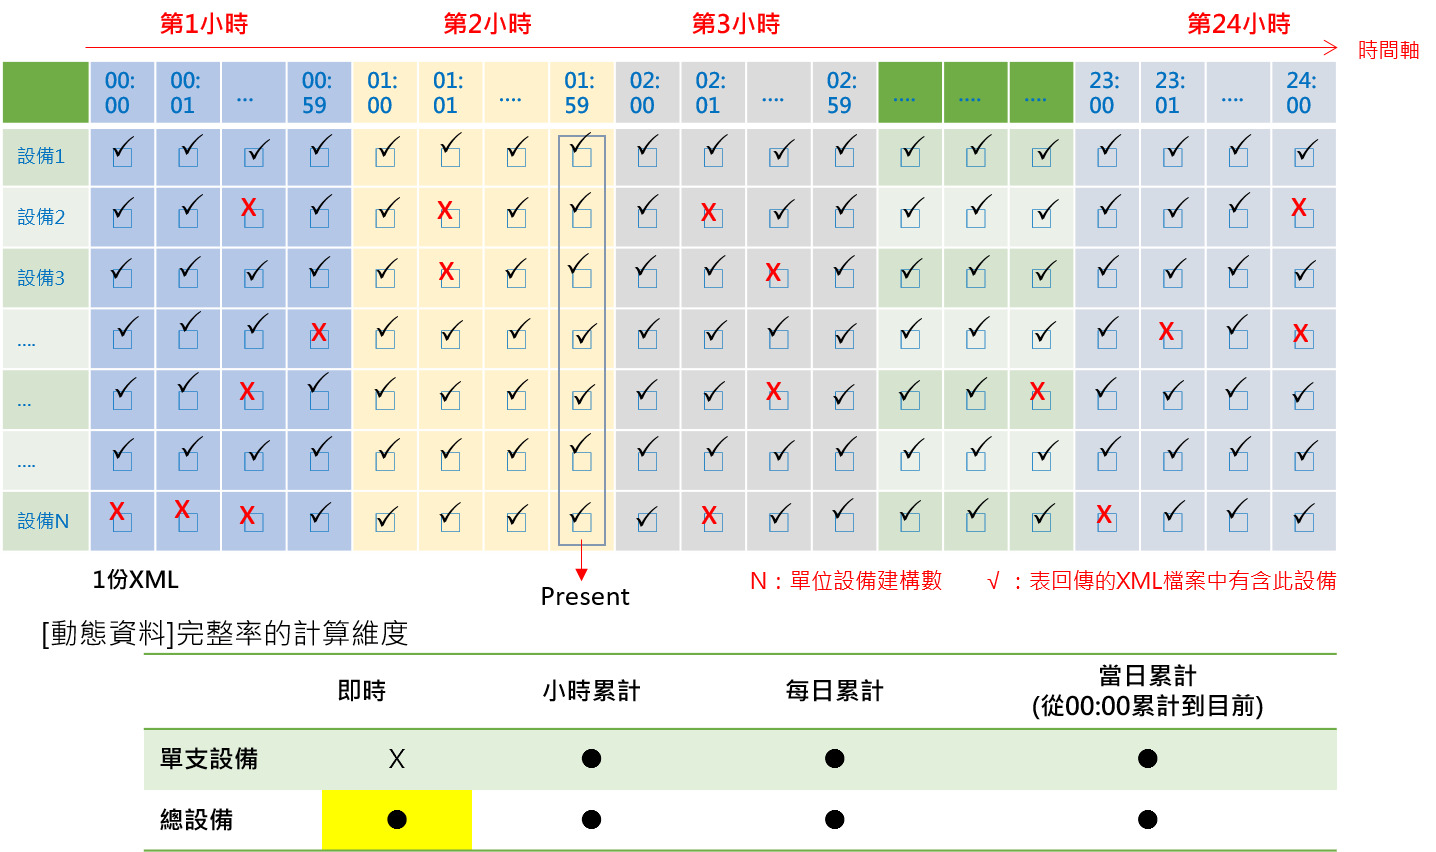 第1小時 第2小時 第3小時 第24小時
時間軸
00:00 00:01 ... 00:59 01:00 01:01 .... 01:59 02:00 02:01 .... 02:59 .... .... .... 23:00 23:01 .... 24:00
設備1 ✓ ✓ ✓ ✓ ✓ ✓ ✓ ✓ ✓ ✓ ✓ ✓ ✓ ✓ ✓ ✓ ✓ ✓ ✓
設備2 ✓ ✓ X ✓ ✓ X ✓ ✓ ✓ X ✓ ✓ ✓ ✓ ✓ ✓ ✓ ✓ X
設備3 ✓ ✓ ✓ ✓ ✓ X ✓ ✓ ✓ ✓ X ✓ ✓ ✓ ✓ ✓ ✓ ✓ ✓
.... ✓ ✓ ✓ X ✓ ✓ ✓ ✓ ✓ ✓ ✓ ✓ ✓ ✓ ✓ ✓ X ✓ X
... ✓ ✓ X ✓ ✓ ✓ ✓ ✓ ✓ ✓ X ✓ ✓ ✓ X ✓ ✓ ✓ ✓
.... ✓ ✓ ✓ ✓ ✓ ✓ ✓ ✓ ✓ ✓ ✓ ✓ ✓ ✓ ✓ ✓ ✓ ✓ ✓
設備N X X X ✓ ✓ ✓ ✓ ✓ ✓ X ✓ ✓ ✓ ✓ ✓ X ✓ ✓ ✓
1份XML
Present
N：單位設備建構數 √ ：表回傳的XML檔案中有含此設備
[動態資料]完整率的計算維度
即時 小時累計 每日累計 當日累計
(從00:00累計到目前)
單支設備 X ● ● ●
總設備 ● ● ● ●